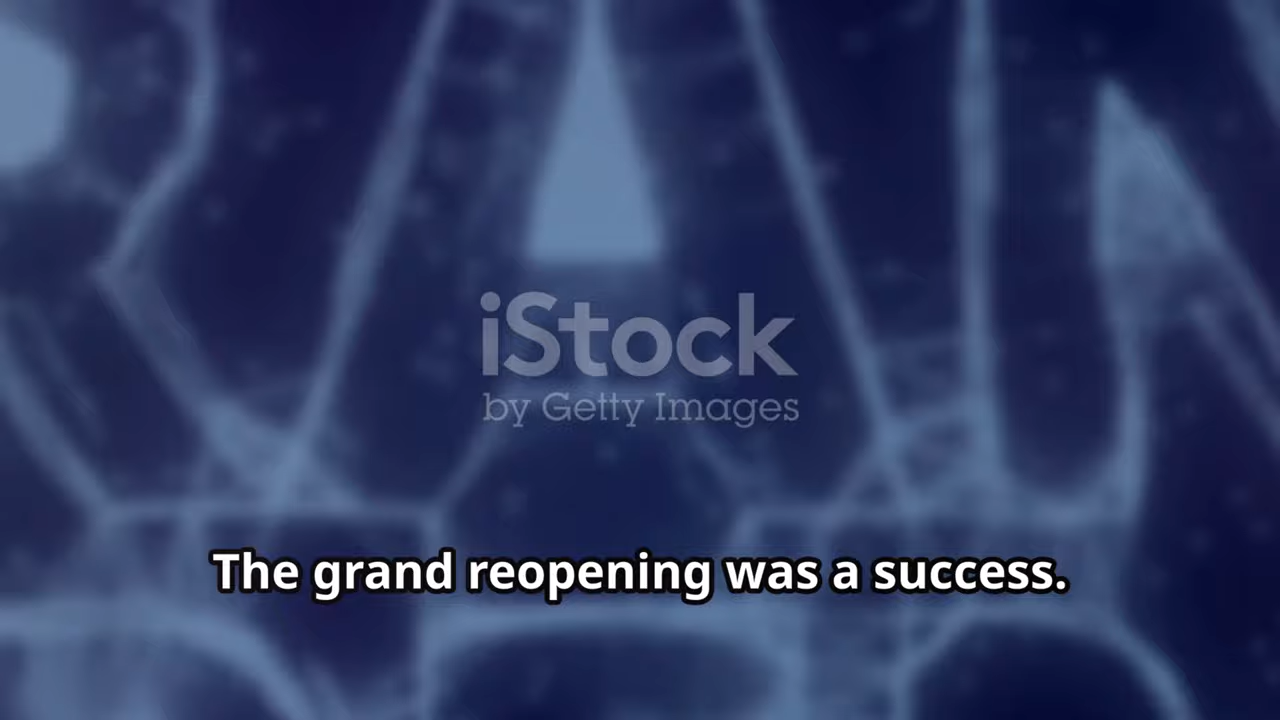 iStock
by Getty Images
The grand reopening was a success.